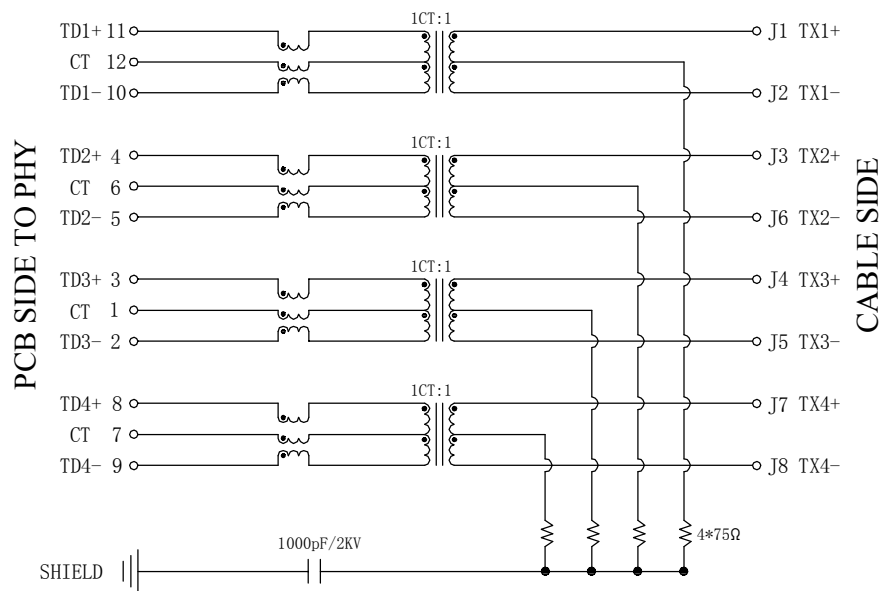 1CT:1
TD1+ 11 J1 TX1+
CT 12
TD1- 10 J2 TX1-
1CT:1
TD2+ 4 J3 TX2+
CT 6
TD2- 5 J6 TX2-
1CT:1
TD3+ 3 J4 TX3+
CT 1
TD3- 2 J5 TX3-
1CT:1
TD4+ 8 J7 TX4+
CT 7
TD4- 9 J8 TX4-
PCB SIDE TO PHY
CABLE SIDE
4*75Ω
1000pF/2KV
SHIELD